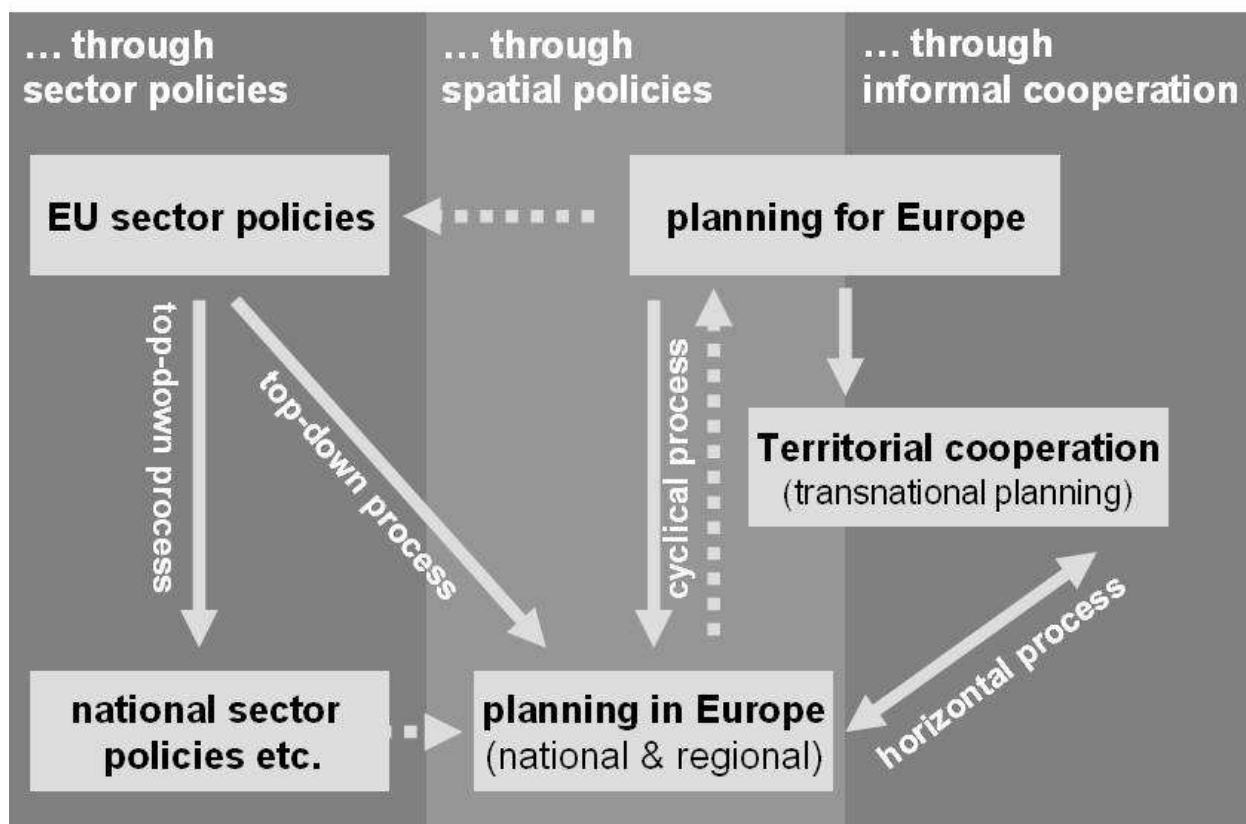 ... through
sector policies
... through
spatial policies
... through
informal cooperation
EU sector policies
planning for Europe
top-down process
top-down process
cyclical process
Territorial cooperation
(transnational planning)
horizontal process
national sector
policies etc.
planning in Europe
(national & regional)